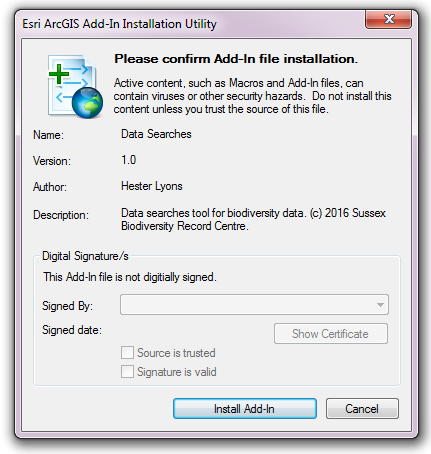 Esri ArcGIS Add-In Installation Utility
Please confirm Add-In file installation.
Active content, such as Macros and Add-In files, can
contain viruses or other security hazards. Do not install this
content unless you trust the source of this file.
Name: Data Searches
Version: 1.0
Author: Hester Lyons
Description: Data searches tool for biodiversity data. (c) 2016 Sussex
Biodiversity Record Centre.
Digital Signature/s
This Add-In file is not digitially signed.
Signed By:
Signed date:
Show Certificate
Source is trusted
Signature is valid
Install Add-In Cancel